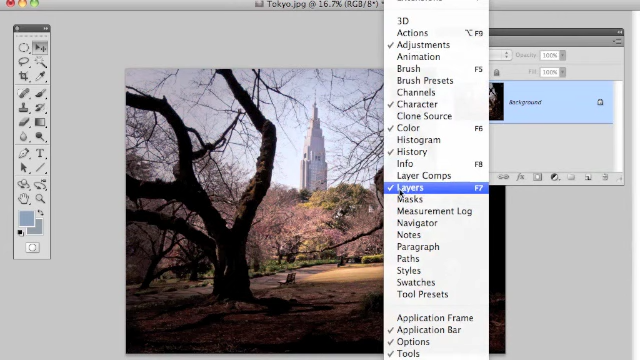 Tokyo.jpg @ 16.7% (RGB/8*) *
3D
Actions ⌥F9
✓ Adjustments
Animation
Brush F5
Brush Presets
Channels
✓ Character
Clone Source
✓ Color F6
Histogram
✓ History
Info F8
Layer Comps
✓ Layers F7
Masks
Measurement Log
Navigator
Notes
Paragraph
Paths
Styles
Swatches
Tool Presets
Application Frame
✓ Application Bar
✓ Options
✓ Tools
Opacity: 100%
Fill: 100%
Background